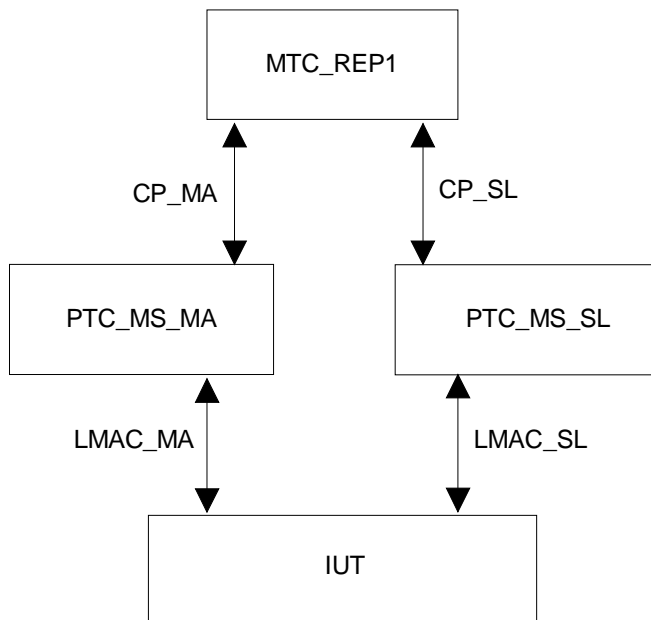 MTC_REP1
CP_MA
CP_SL
PTC_MS_MA
PTC_MS_SL
LMAC_MA
LMAC_SL
IUT